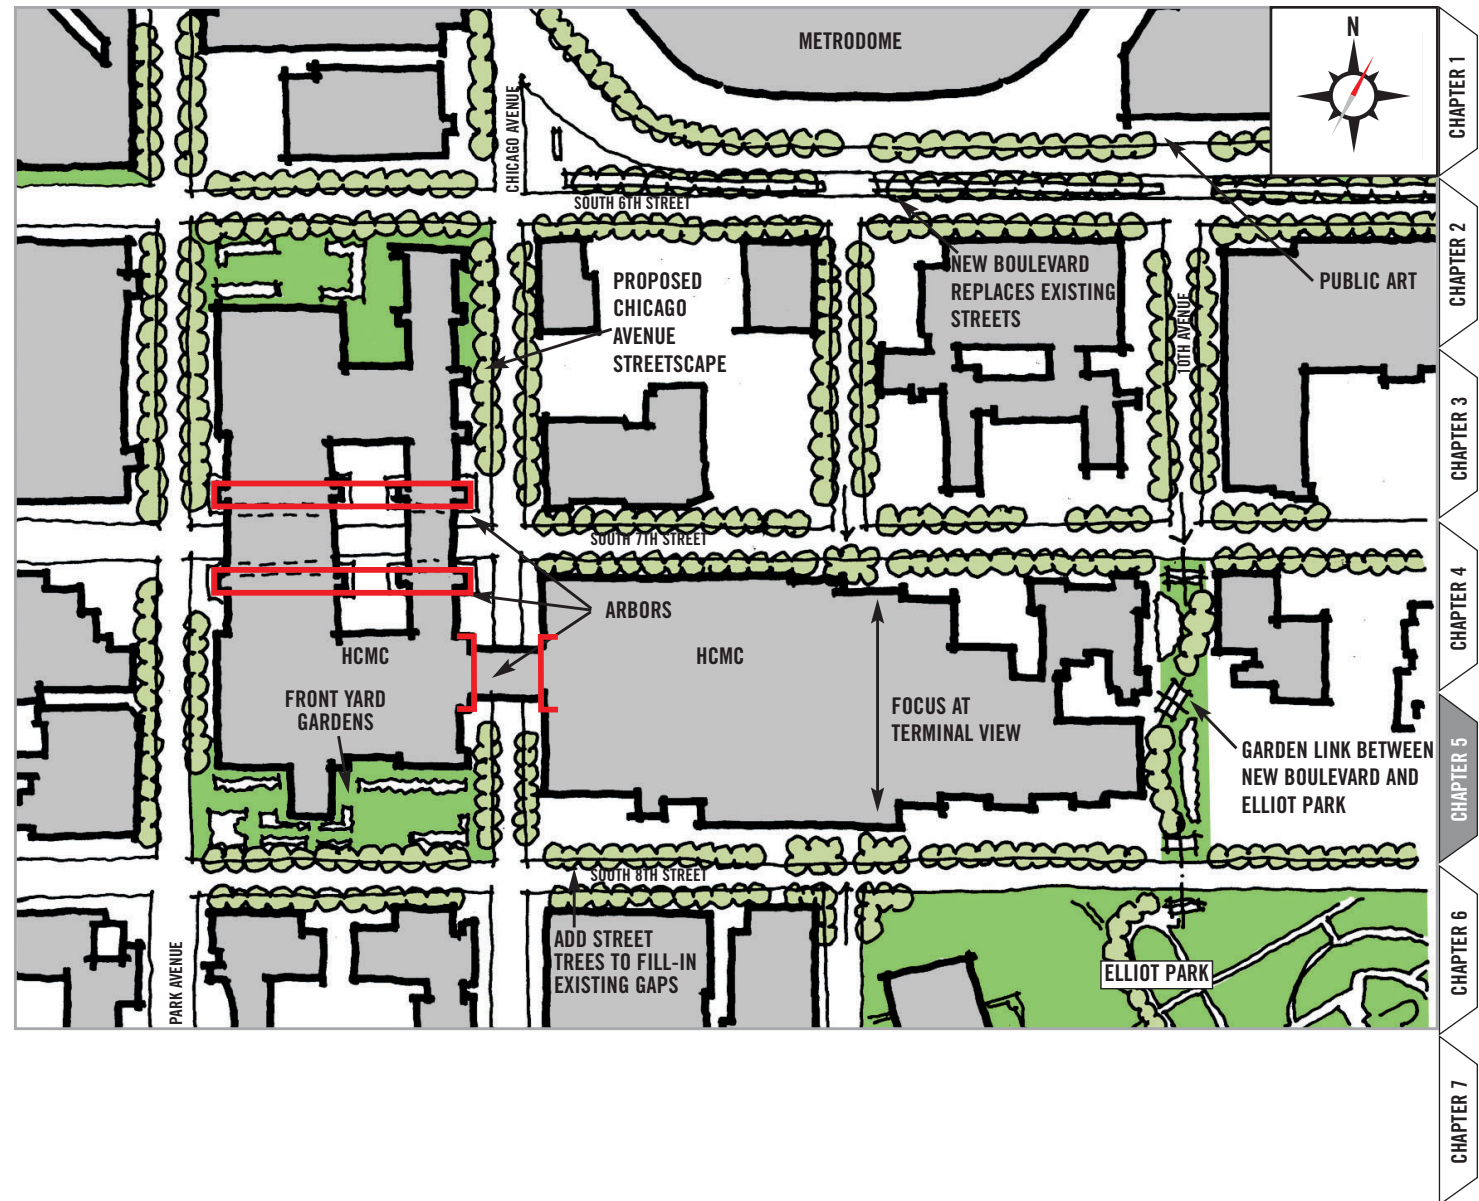 METRODOME
N
CHICAGO AVENUE
SOUTH 6TH STREET
PROPOSED
CHICAGO
AVENUE
STREETSCAPE
NEW BOULEVARD
REPLACES EXISTING
STREETS
10TH AVENUE
PUBLIC ART
SOUTH 7TH STREET
ARBORS
HCMC
HCMC
FRONT YARD
GARDENS
FOCUS AT
TERMINAL VIEW
GARDEN LINK BETWEEN
NEW BOULEVARD AND
ELLIOT PARK
SOUTH 8TH STREET
ADD STREET
TREES TO FILL-IN
EXISTING GAPS
PARK AVENUE
ELLIOT PARK
CHAPTER 1
CHAPTER 2
CHAPTER 3
CHAPTER 4
CHAPTER 5
CHAPTER 6
CHAPTER 7